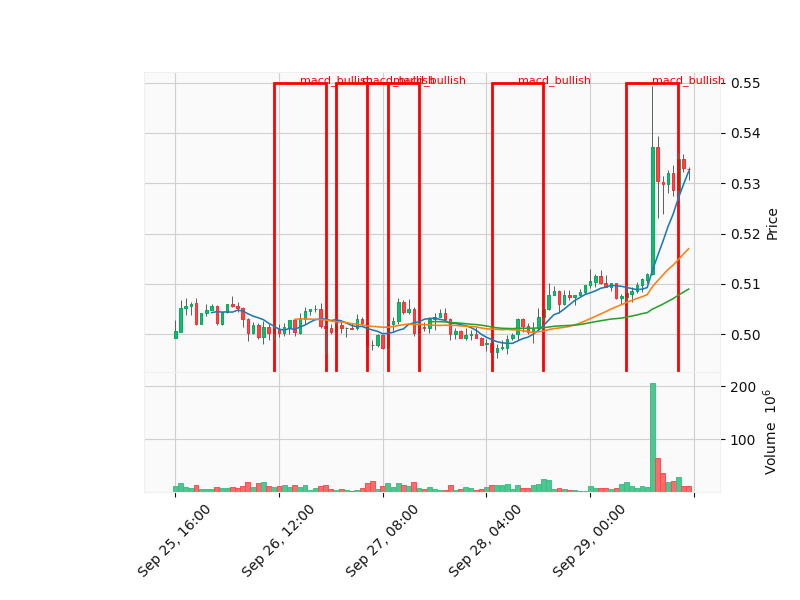 macd_bullish macd_bullish macd_bullish macd_bullish macd_bullish
0.55
0.54
0.53
0.52
0.51
0.50
Price
200
100
Volume 10^6
Sep 25, 16:00
Sep 26, 12:00
Sep 27, 08:00
Sep 28, 04:00
Sep 29, 00:00